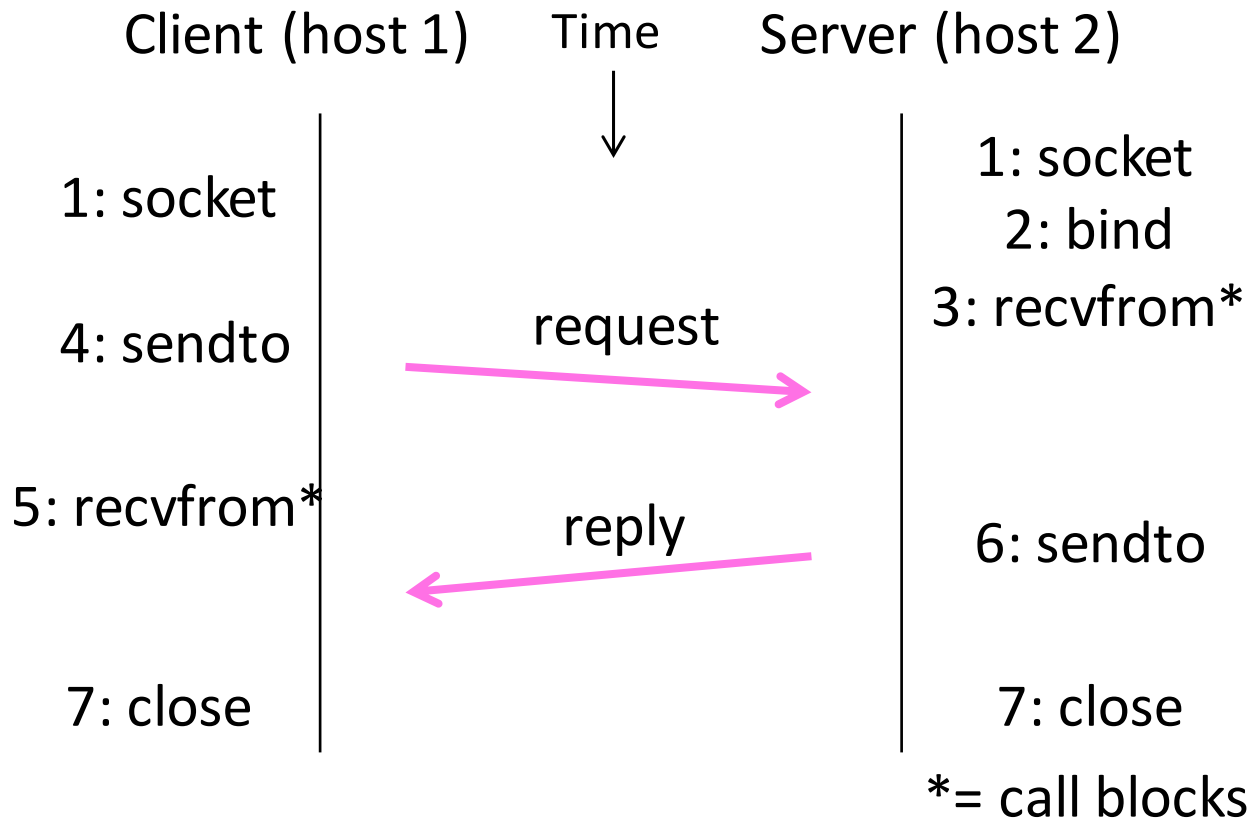 Client (host 1)
Time
Server (host 2)
1: socket
1: socket
2: bind
3: recvfrom*
4: sendto
request
5: recvfrom*
reply
6: sendto
7: close
7: close
*= call blocks